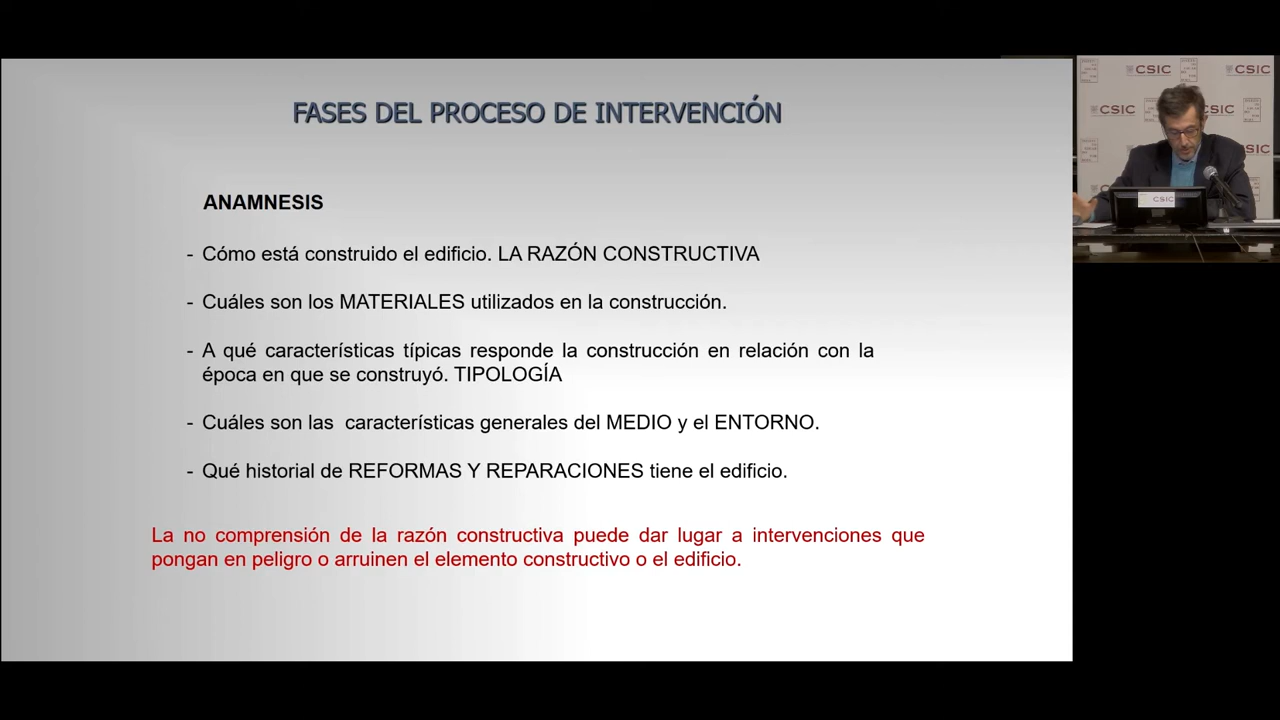 FASES DEL PROCESO DE INTERVENCIÓN
ANAMNESIS
- Cómo está construido el edificio. LA RAZÓN CONSTRUCTIVA
- Cuáles son los MATERIALES utilizados en la construcción.
- A qué características típicas responde la construcción en relación con la
época en que se construyó. TIPOLOGÍA
- Cuáles son las características generales del MEDIO y el ENTORNO.
- Qué historial de REFORMAS Y REPARACIONES tiene el edificio.
La no comprensión de la razón constructiva puede dar lugar a intervenciones que
pongan en peligro o arruinen el elemento constructivo o el edificio.
CSIC
CSIC
CSIC
CSIC
CSIC